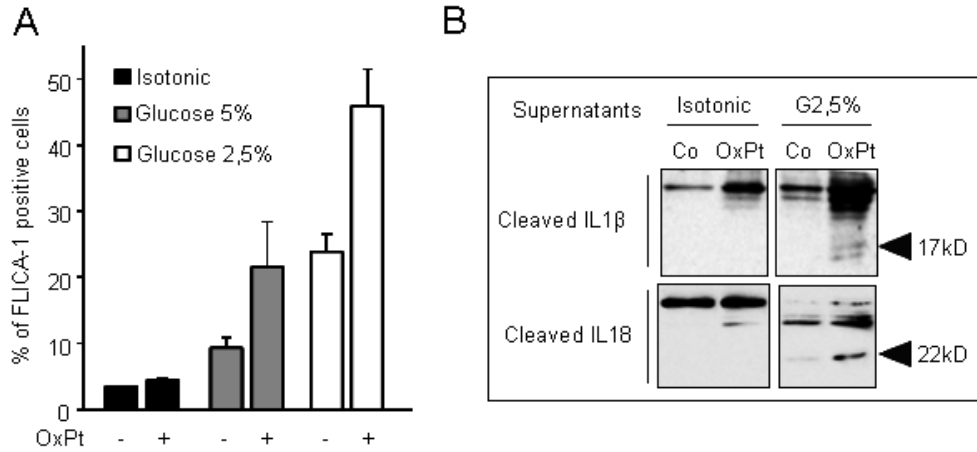 A
% of FLICA-1 positive cells
50
40
30
20
10
0
Isotonic
Glucose 5%
Glucose 2,5%
OxPt - + - + - +
B
Supernatants Isotonic G2,5%
Co OxPt Co OxPt
Cleaved IL1β
17kD
Cleaved IL18
22kD